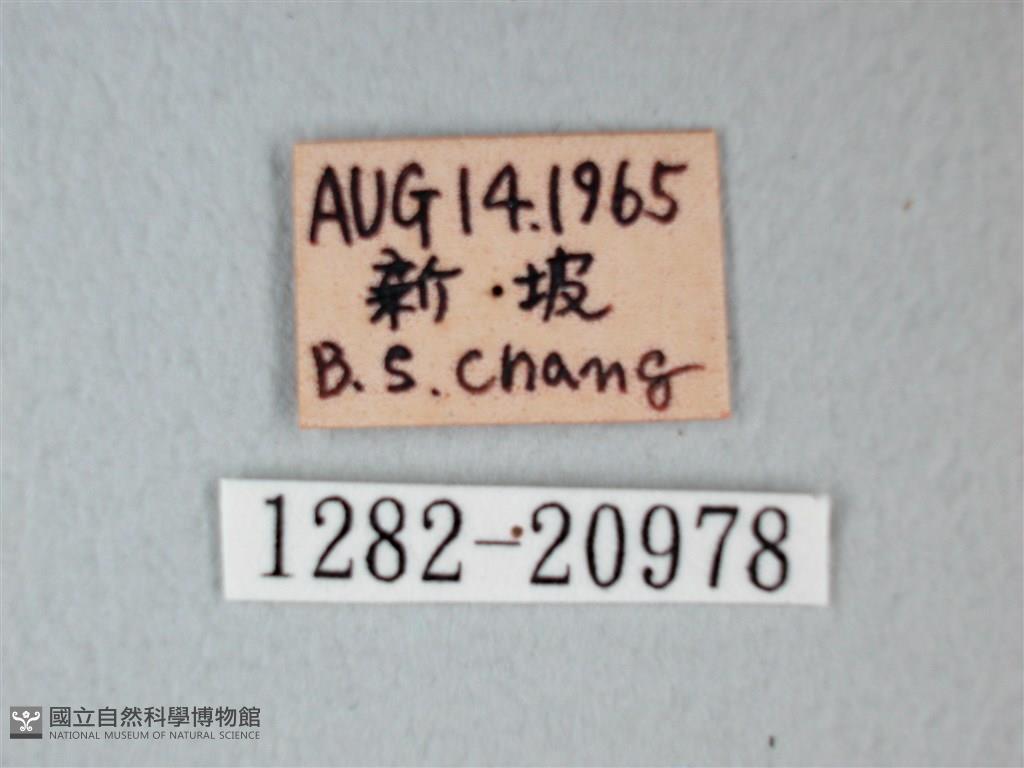 AUG 14.1965
新·坡
B.S. Chang
1282-20978
國立自然科學博物館
NATIONAL MUSEUM OF NATURAL SCIENCE